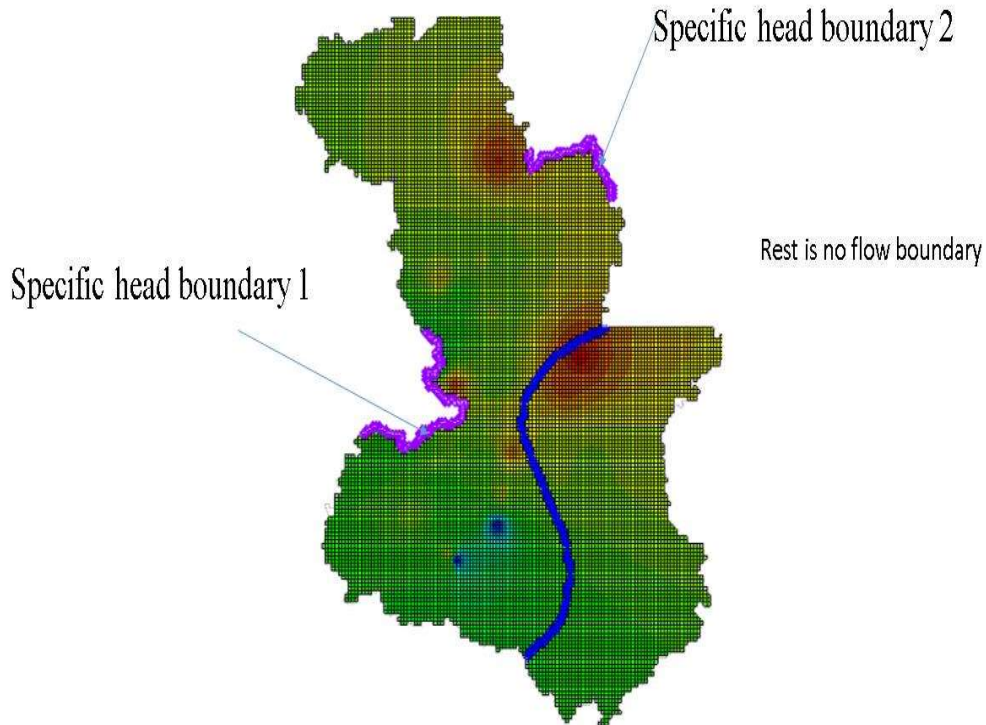 Specific head boundary 2
Rest is no flow boundary
Specific head boundary 1